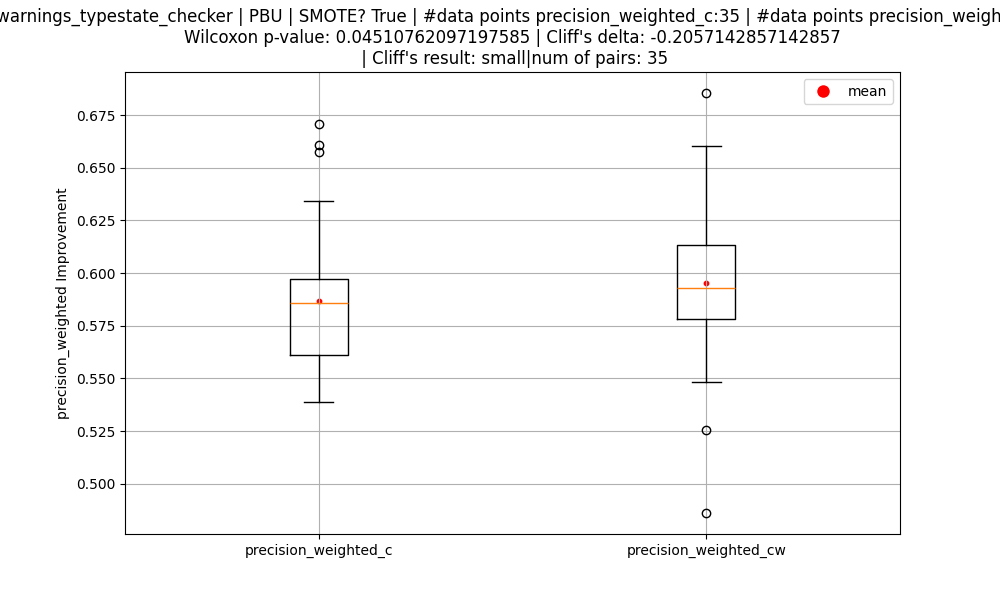 warnings_typestate_checker | PBU | SMOTE? True | #data points precision_weighted_c:35 | #data points
Wilcoxon p-value: 0.04510762097197585 | Cliff's delta: -0.2057142857142857
| Cliff's result: small|num of pairs: 35
mean
0.675
0.650
0.625
0.600
0.575
0.550
0.525
0.500
precision_weighted Improvement
precision_weighted_c
precision_weighted_cw